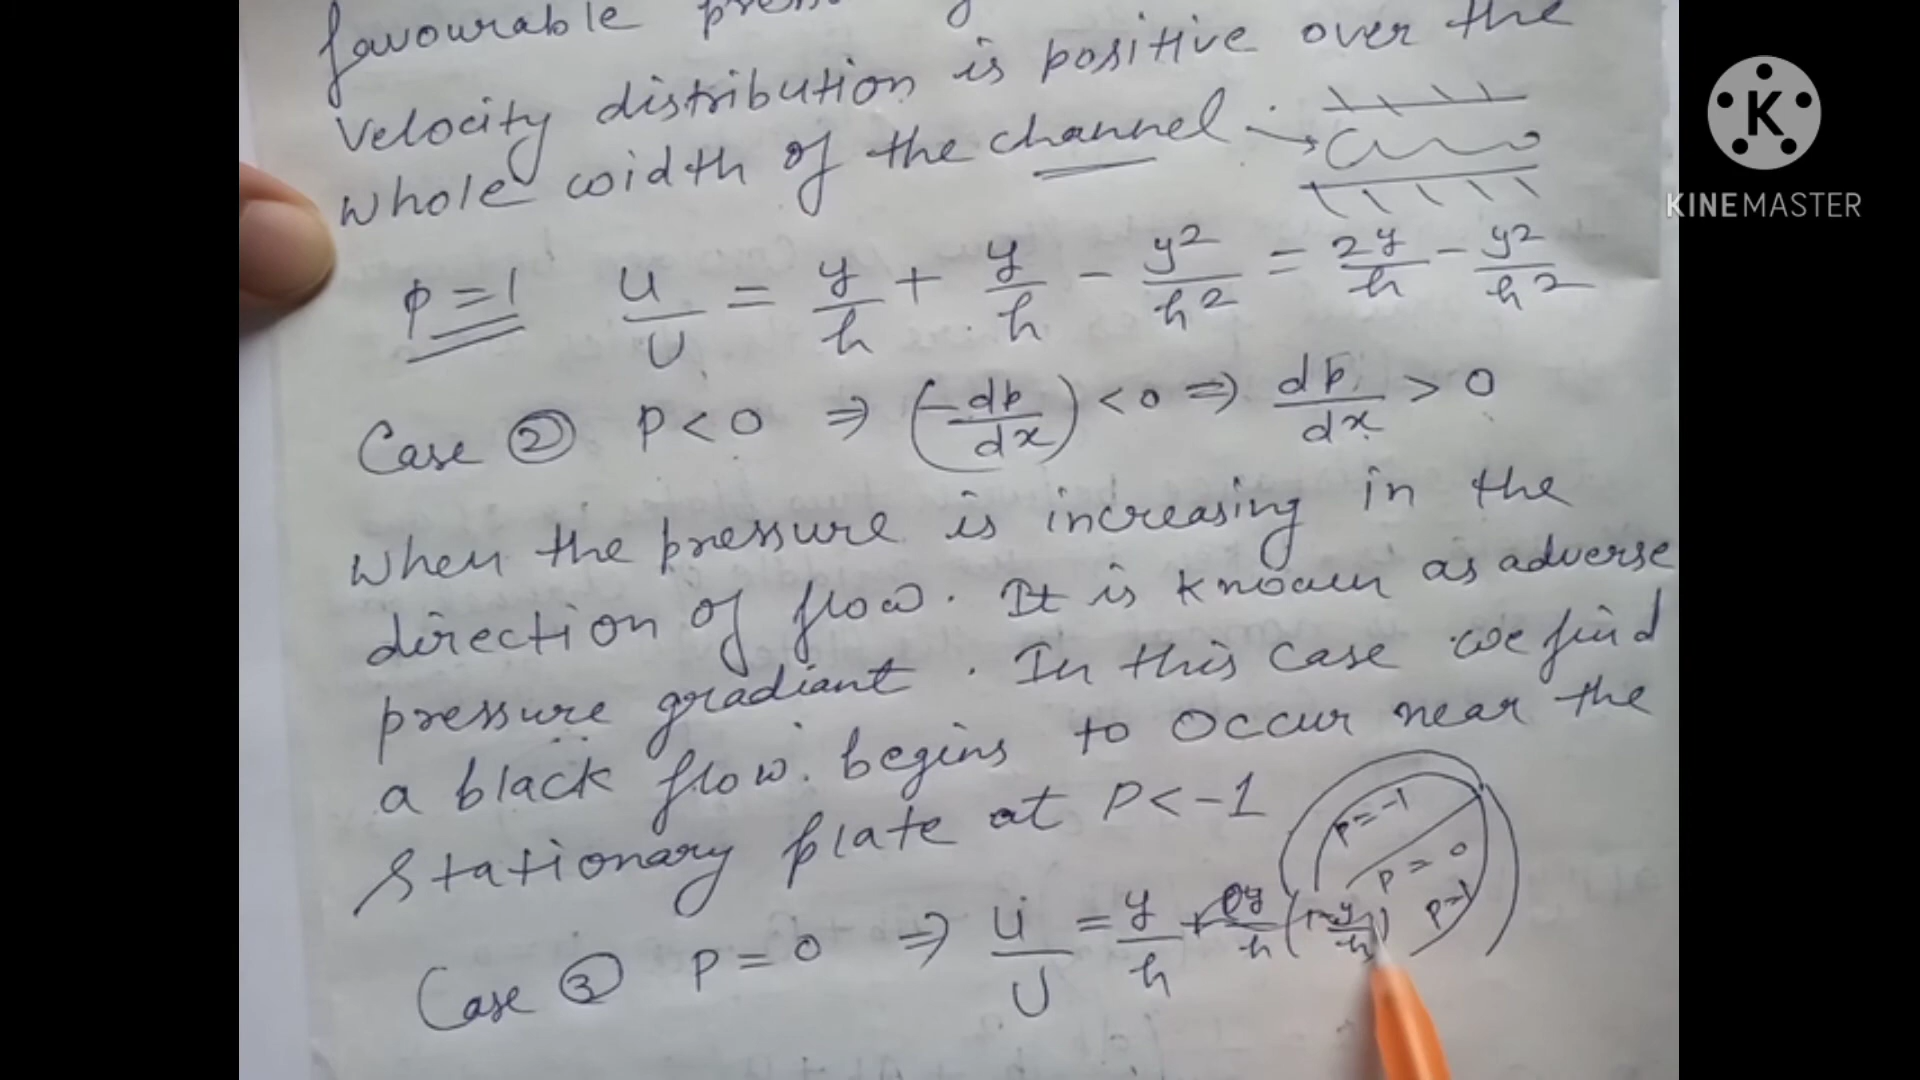 favourable
velocity distribution is positive over the
whole width of the channel.
p=1 u/U = y/h + y/h - y²/h² = 2y/h - y²/h²
Case ② P<0 ⇒ (-dp/dx) <0 ⇒ dp/dx > 0
When the pressure is increasing in the
direction of flow. It is known as adverse
pressure gradiant. In this case we find
a black flow. begins to occur near the
stationary plate at P<-1
p=-1
p=0
p=1
Case ③ P=0 ⇒ u/U = y/h + 0y/h (1-y/h)
K
KINEMASTER